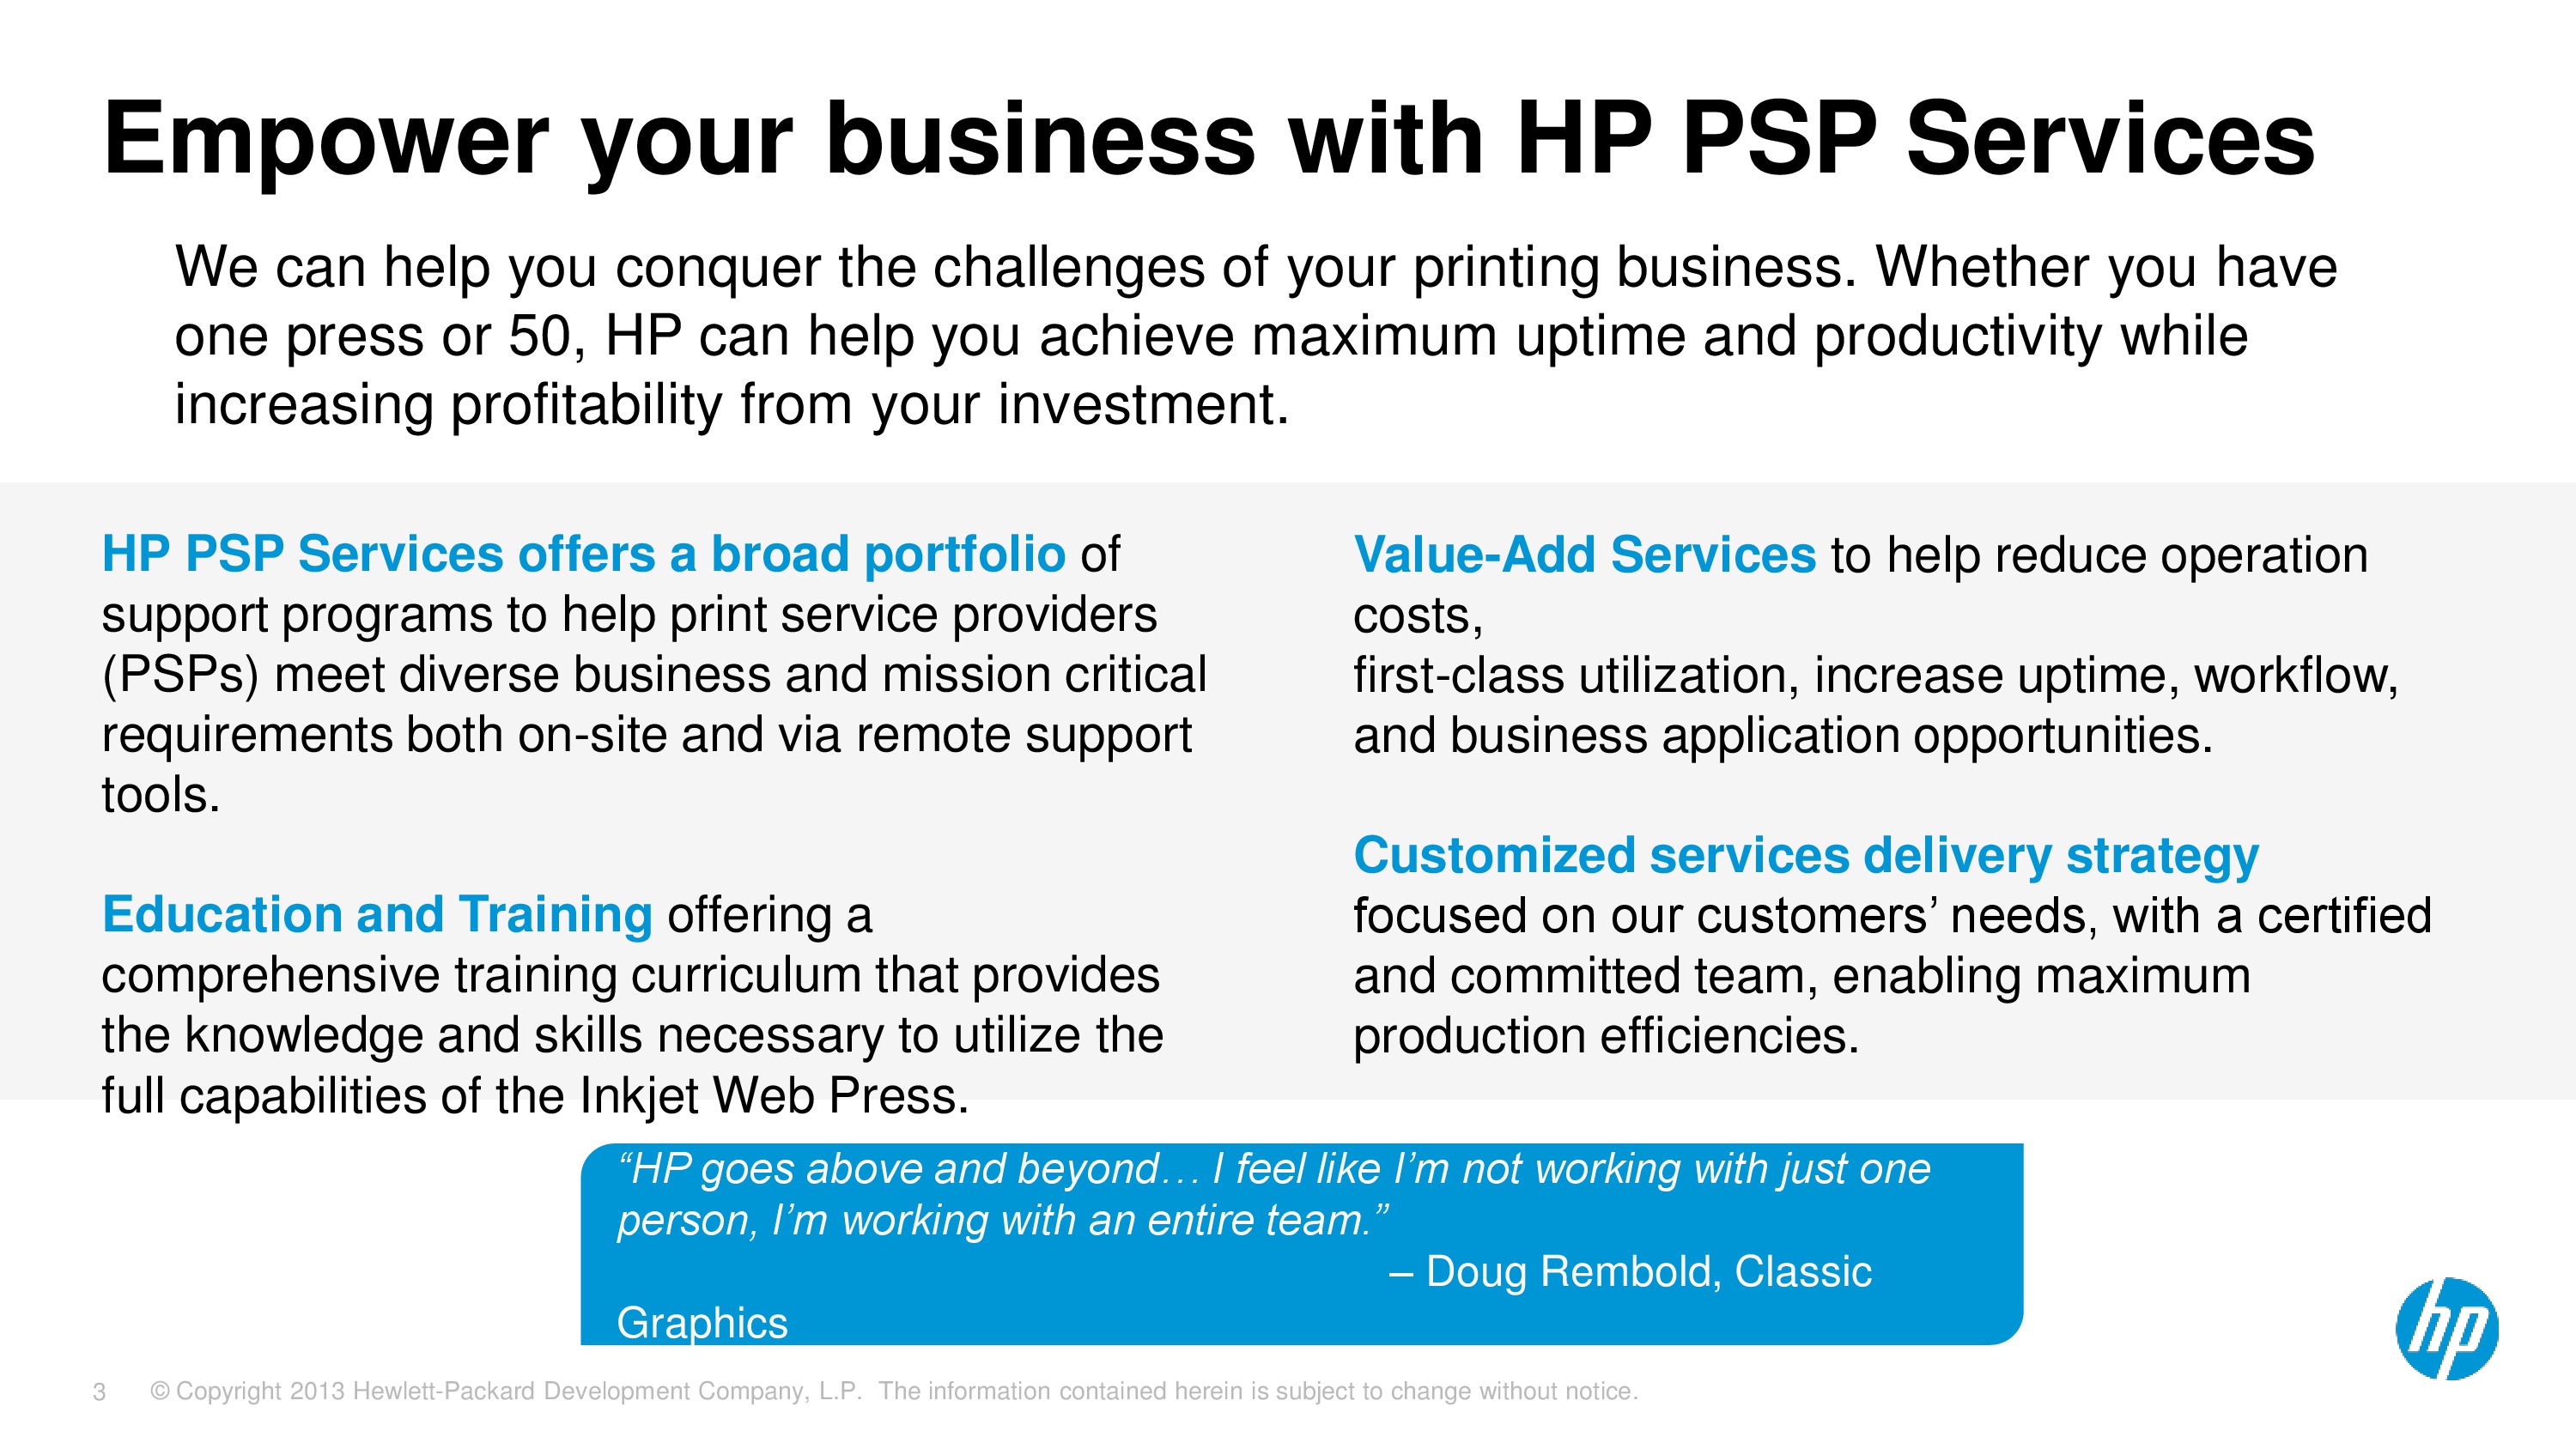 Empower your business with HP PSP Services
We can help you conquer the challenges of your printing business. Whether you have
one press or 50, HP can help you achieve maximum uptime and productivity while
increasing profitability from your investment.
HP PSP Services offers a broad portfolio of
support programs to help print service providers
(PSPs) meet diverse business and mission critical
requirements both on-site and via remote support
tools.
Education and Training offering a
comprehensive training curriculum that provides
the knowledge and skills necessary to utilize the
full capabilities of the Inkjet Web Press.
Value-Add Services to help reduce operation
costs,
first-class utilization, increase uptime, workflow,
and business application opportunities.
Customized services delivery strategy
focused on our customers’ needs, with a certified
and committed team, enabling maximum
production efficiencies.
“HP goes above and beyond… I feel like I’m not working with just one
person, I’m working with an entire team.”
– Doug Rembold, Classic
Graphics
hp
3 © Copyright 2013 Hewlett-Packard Development Company, L.P. The information contained herein is subject to change without notice.